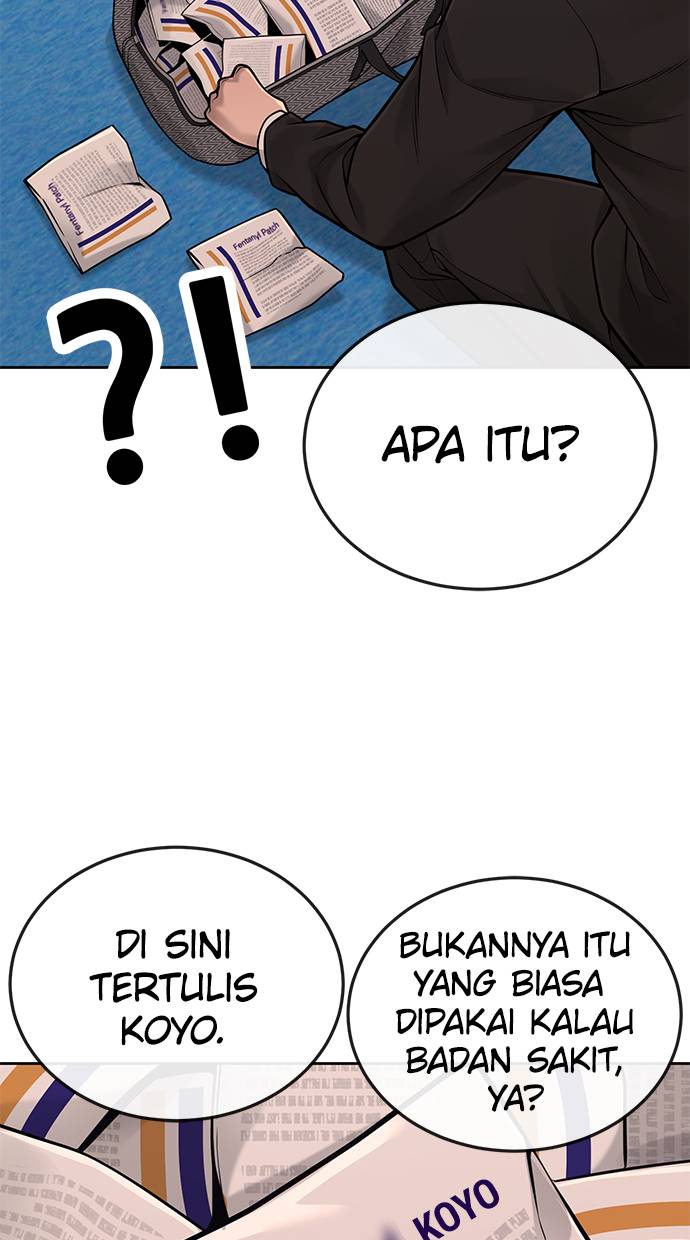 Fentanyl Patch
Fentanyl Patch
?!
APA ITU?
DI SINI
TERTULIS
KOYO.
BUKANNYA ITU
YANG BIASA
DIPAKAI KALAU
BADAN SAKIT,
YA?
KOYO